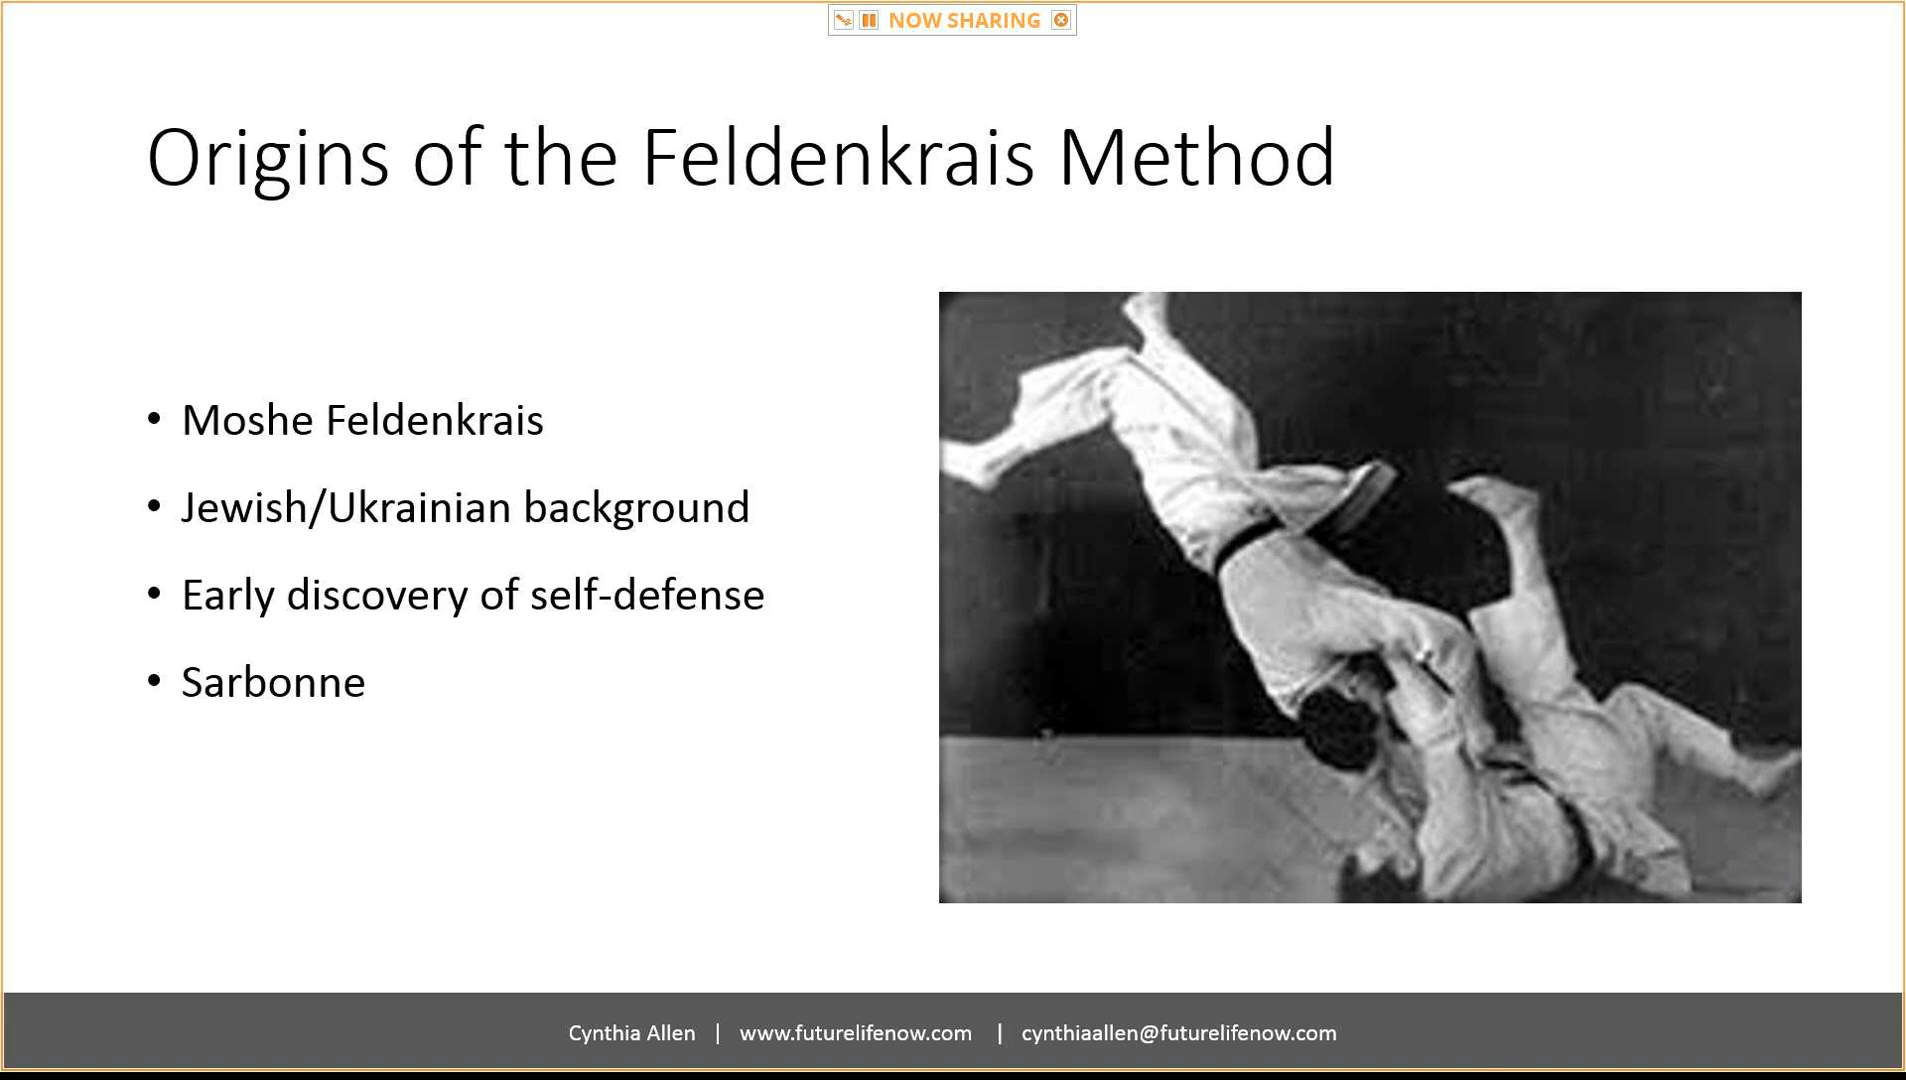 NOW SHARING
Origins of the Feldenkrais Method
• Moshe Feldenkrais
• Jewish/Ukrainian background
• Early discovery of self-defense
• Sarbonne
Cynthia Allen | www.futurelifenow.com | cynthiaallen@futurelifenow.com